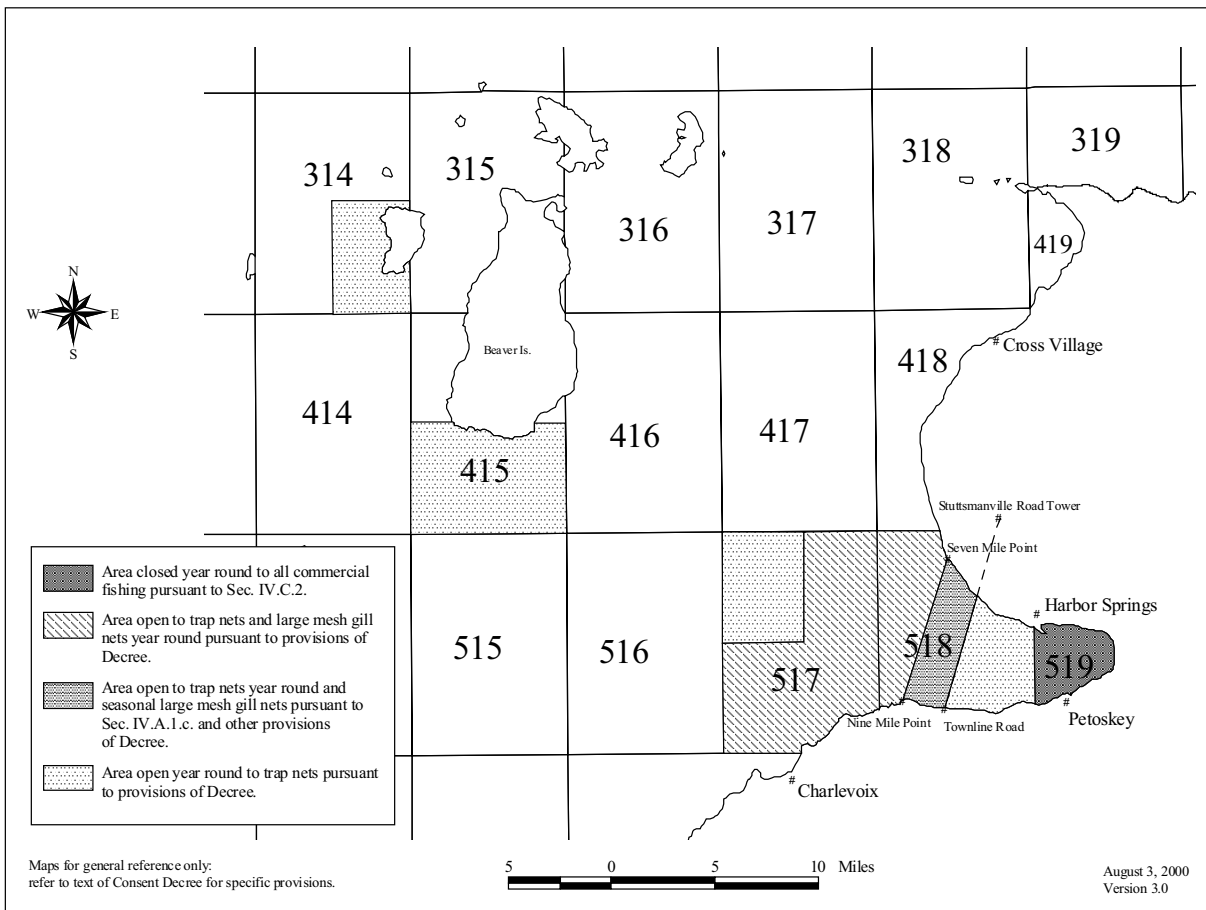 314
315
316
317
318
319
419
N
W E
S
Beaver Is.
Cross Village
418
414
415
416
417
Stuttsmanville Road Tower
Seven Mile Point
Harbor Springs
515
516
517
518
519
Nine Mile Point
Townline Road
Petoskey
Charlevoix
Area closed year round to all commercial
fishing pursuant to Sec. IV.C.2.
Area open to trap nets and large mesh gill
nets year round pursuant to provisions of
Decree.
Area open to trap nets year round and
seasonal large mesh gill nets pursuant to
Sec. IV.A.1.c. and other provisions
of Decree.
Area open year round to trap nets pursuant
to provisions of Decree.
Maps for general reference only:
refer to text of Consent Decree for specific provisions.
5 0 5 10 Miles
August 3, 2000
Version 3.0